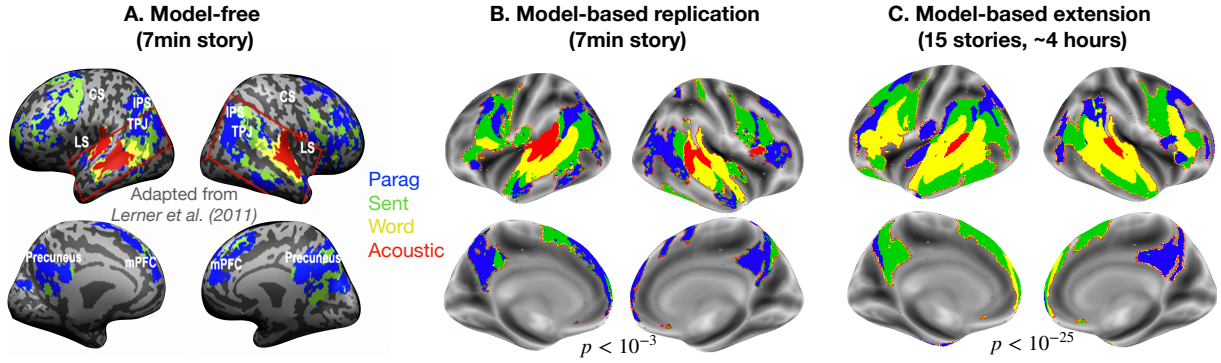 A. Model-free
(7min story)
B. Model-based replication
(7min story)
C. Model-based extension
(15 stories, ~4 hours)
CS
IPS
TPJ
LS
CS
IPS
TPJ
LS
Adapted from
Lerner et al. (2011)
Parag
Sent
Word
Acoustic
Precuneus
mPFC
mPFC
Precuneus
p < 10⁻³
p < 10⁻²⁵